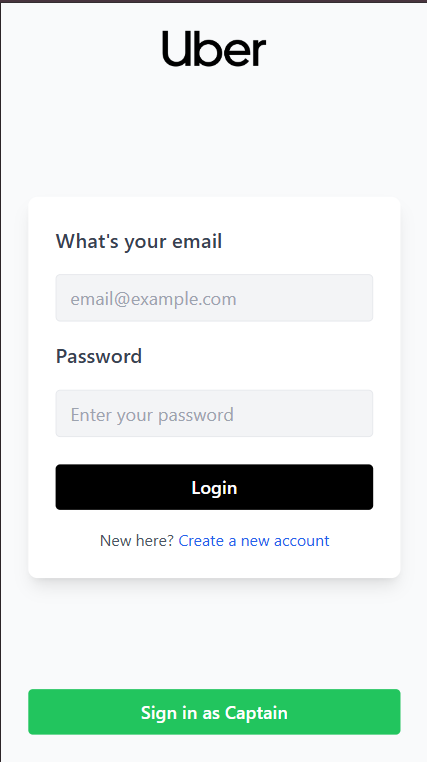 Uber
What's your email
email@example.com
Password
Enter your password
Login
New here? Create a new account
Sign in as Captain